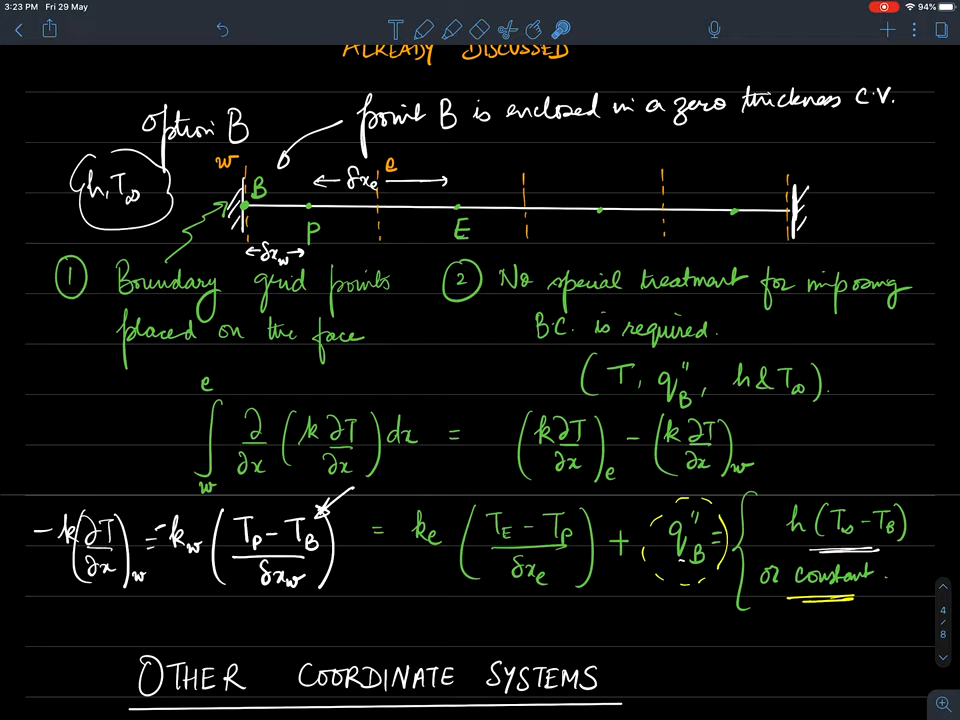 3:23 PM Fri 29 May
94%
ALREADY DISCUSSED
option B
point B is enclosed in a zero thickness C.V.
h, T∞
w
B
δxe
e
P
E
δxw
① Boundary grid points placed on the face
② No special treatment for imposing B.C. is required.
(T, q"B, h & T∞).
∫w^e ∂/∂x (k ∂T/∂x) dx = (k ∂T/∂x)e − (k ∂T/∂x)w
−k(∂T/∂x)w = −kw ((TP − TB)/δxw) = ke ((TE − TP)/δxe) + q"B = { h (T∞ − TB)
or constant.
OTHER COORDINATE SYSTEMS
4
/
8